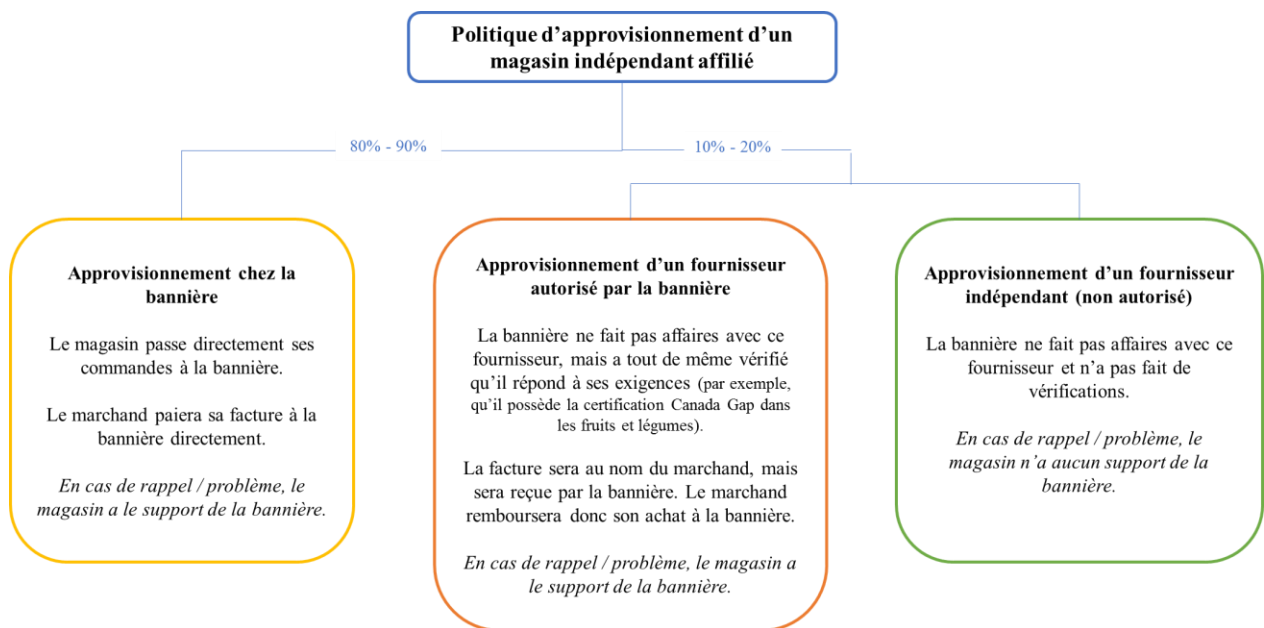 Politique d’approvisionnement d’un
magasin indépendant affilié
80% - 90%
10% - 20%
Approvisionnement chez la
bannière
Le magasin passe directement ses
commandes à la bannière.
Le marchand paiera sa facture à la
bannière directement.
En cas de rappel / problème, le
magasin a le support de la bannière.
Approvisionnement d’un fournisseur
autorisé par la bannière
La bannière ne fait pas affaires avec ce
fournisseur, mais a tout de même vérifié
qu’il répond à ses exigences (par exemple,
qu’il possède la certification Canada Gap dans
les fruits et légumes).
La facture sera au nom du marchand, mais
sera reçue par la bannière. Le marchand
remboursera donc son achat à la bannière.
En cas de rappel / problème, le magasin a
le support de la bannière.
Approvisionnement d’un fournisseur
indépendant (non autorisé)
La bannière ne fait pas affaires avec ce
fournisseur et n’a pas fait de
vérifications.
En cas de rappel / problème, le
magasin n’a aucun support de la
bannière.